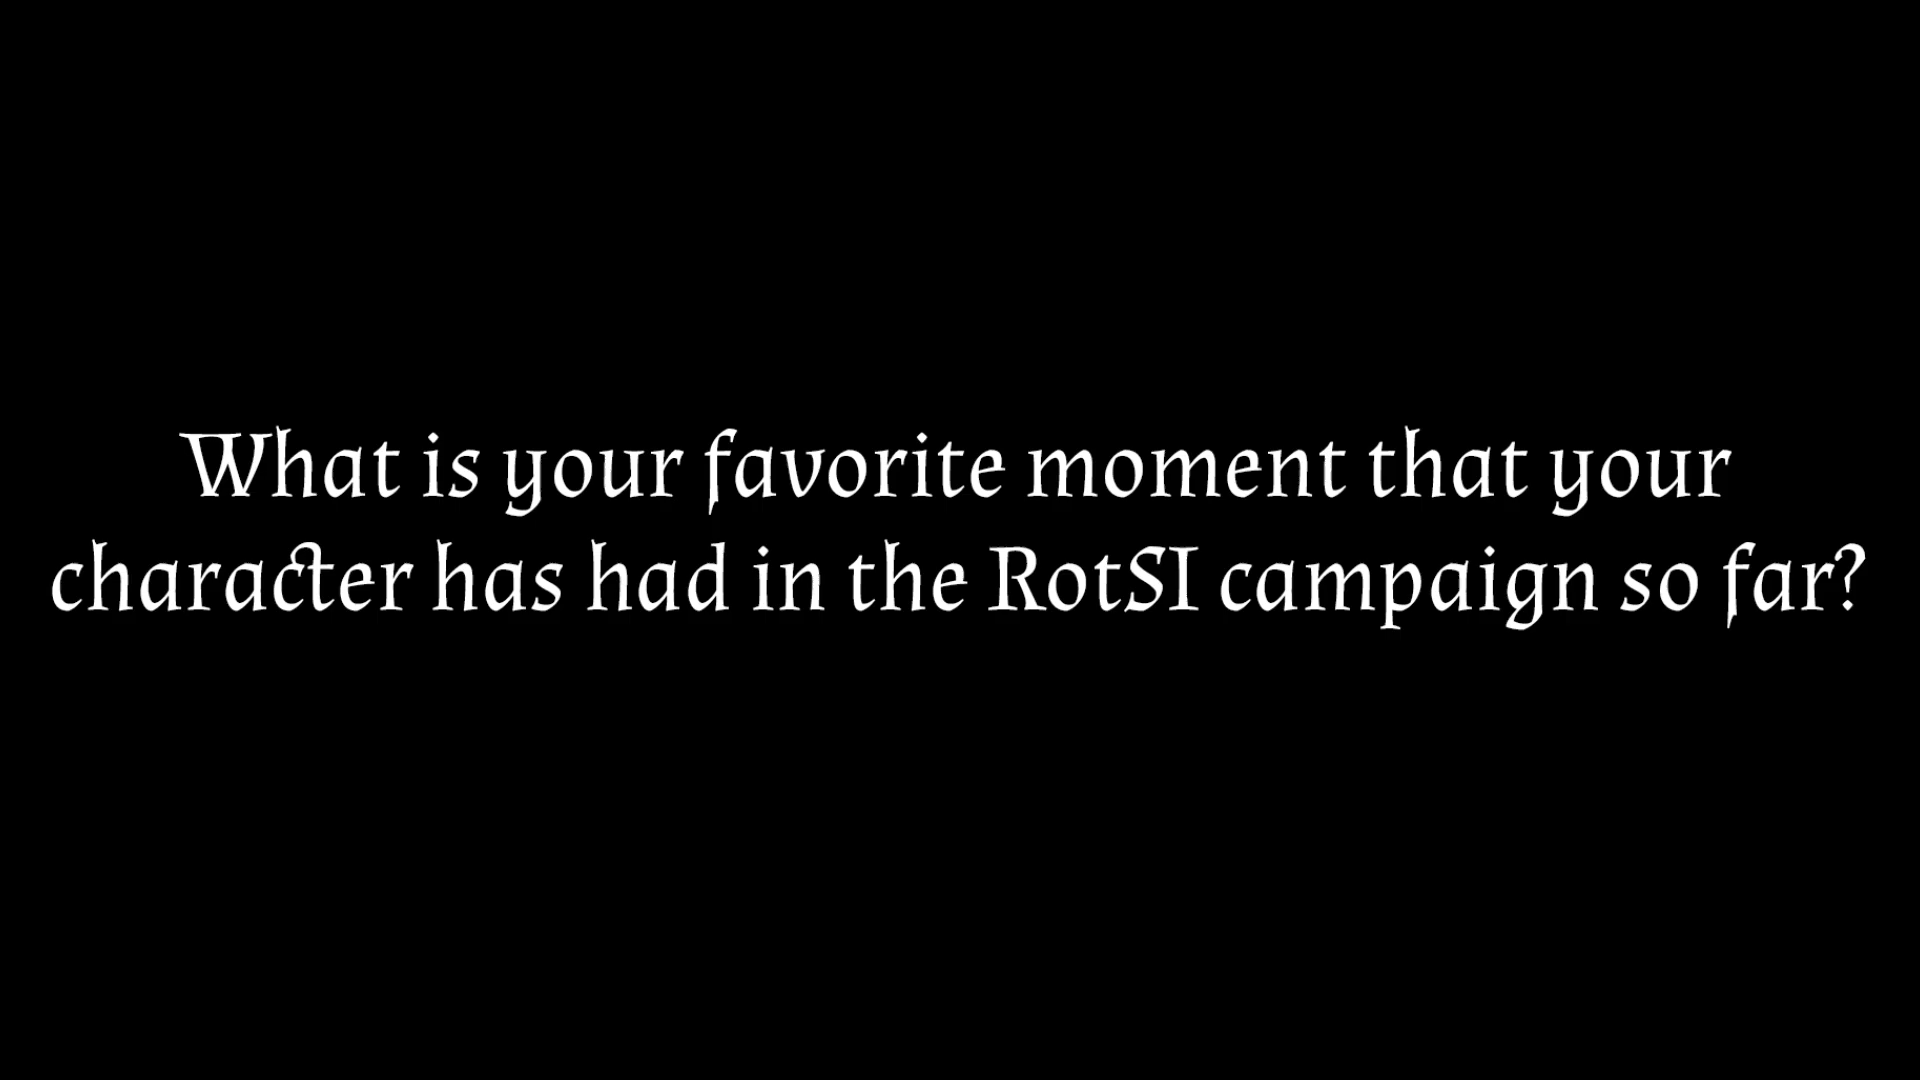 What is your favorite moment that your
character has had in the RotSI campaign so far?